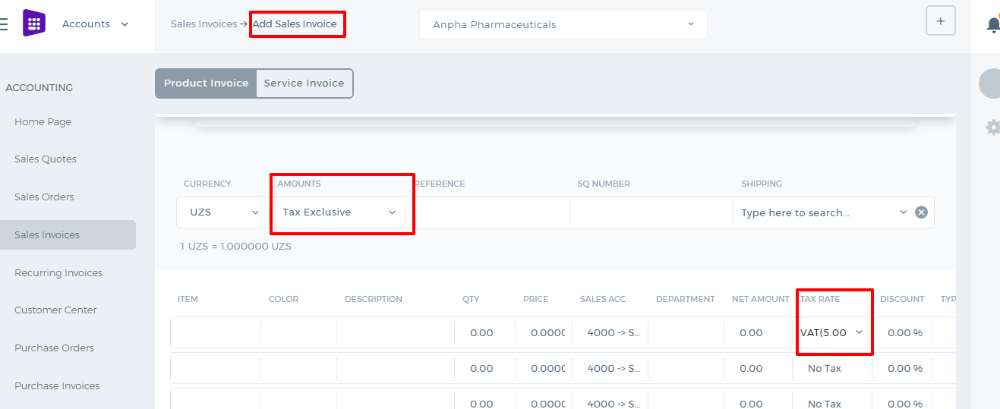 Accounts
Sales Invoices → Add Sales Invoice
Anpha Pharmaceuticals
+
ACCOUNTING
Home Page
Sales Quotes
Sales Orders
Sales Invoices
Recurring Invoices
Customer Center
Purchase Orders
Purchase Invoices
Product Invoice Service Invoice
CURRENCY AMOUNTS REFERENCE SQ NUMBER SHIPPING
UZS Tax Exclusive Type here to search...
1 UZS = 1.000000 UZS
ITEM COLOR DESCRIPTION QTY PRICE SALES ACC. DEPARTMENT NET AMOUNT TAX RATE DISCOUNT TYP
0.00 0.000 4000 -> S... 0.00 VAT(5.00 0.00 %
0.00 0.000 4000 -> S... 0.00 No Tax 0.00 %
0.00 0.000 4000 -> S... 0.00 No Tax 0.00 %